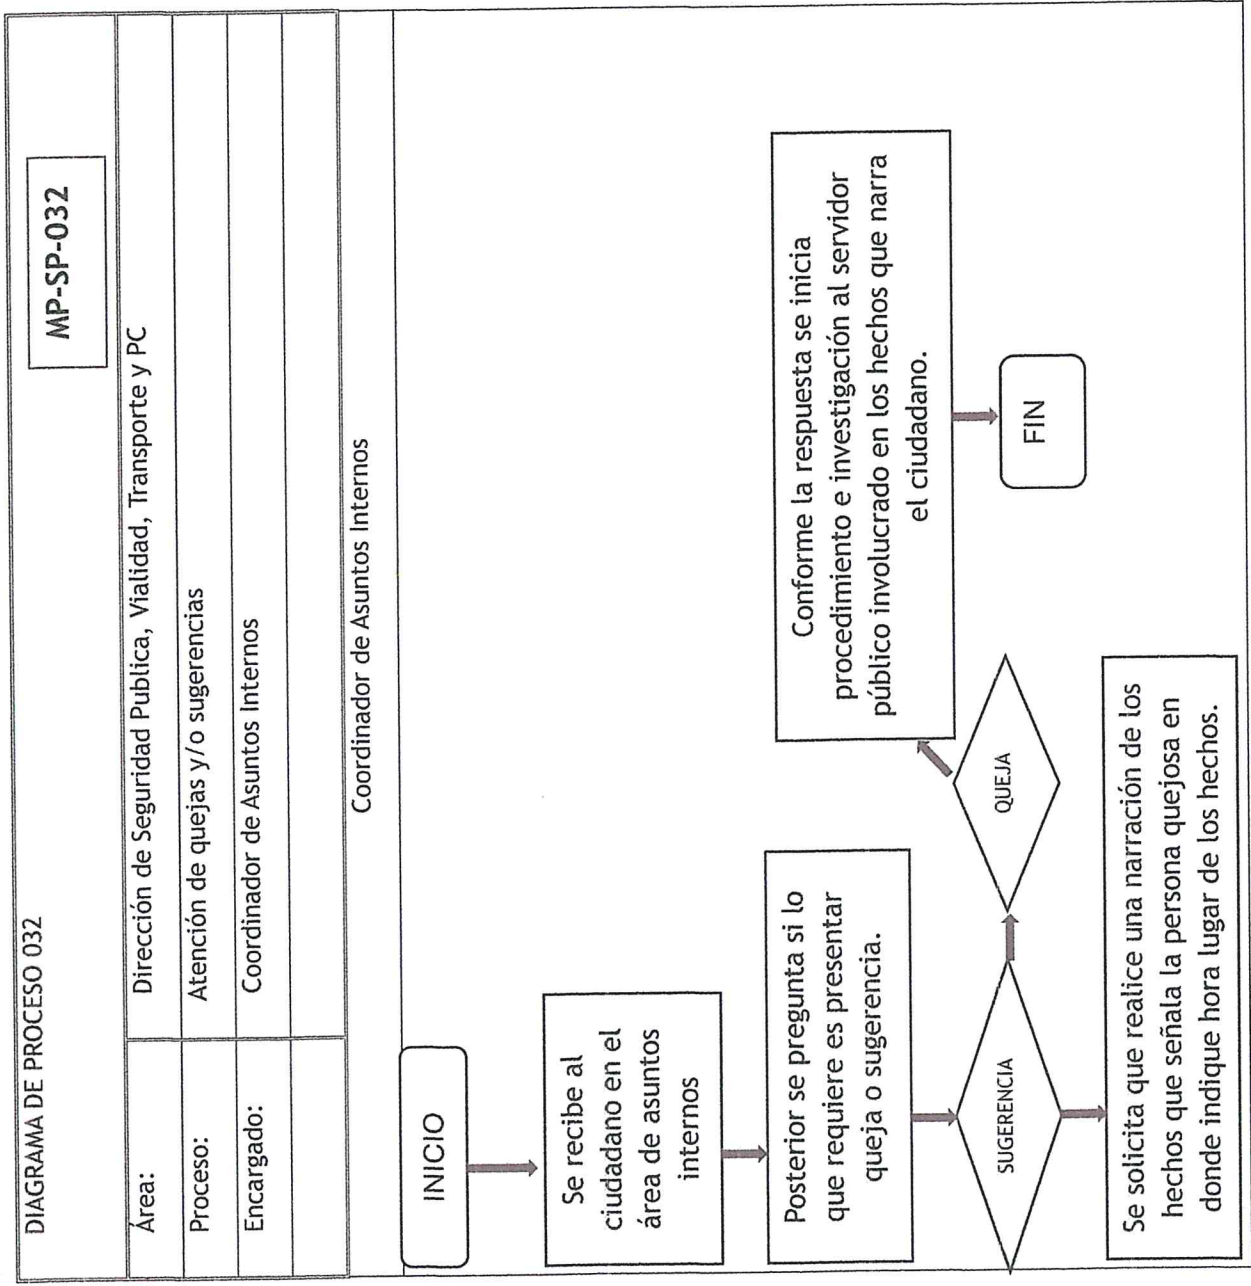 DIAGRAMA DE PROCESO 032
MP-SP-032
Área:
Dirección de Seguridad Publica, Vialidad, Transporte y PC
Proceso:
Atención de quejas y/o sugerencias
Encargado:
Coordinador de Asuntos Internos
Coordinador de Asuntos Internos
INICIO
Se recibe al
ciudadano en el
área de asuntos
internos
Posterior se pregunta si lo
que requiere es presentar
queja o sugerencia.
SUGERENCIA
QUEJA
Se solicita que realice una narración de los
hechos que señala la persona quejosa en
donde indique hora lugar de los hechos.
Conforme la respuesta se inicia
procedimiento e investigación al servidor
público involucrado en los hechos que narra
el ciudadano.
FIN